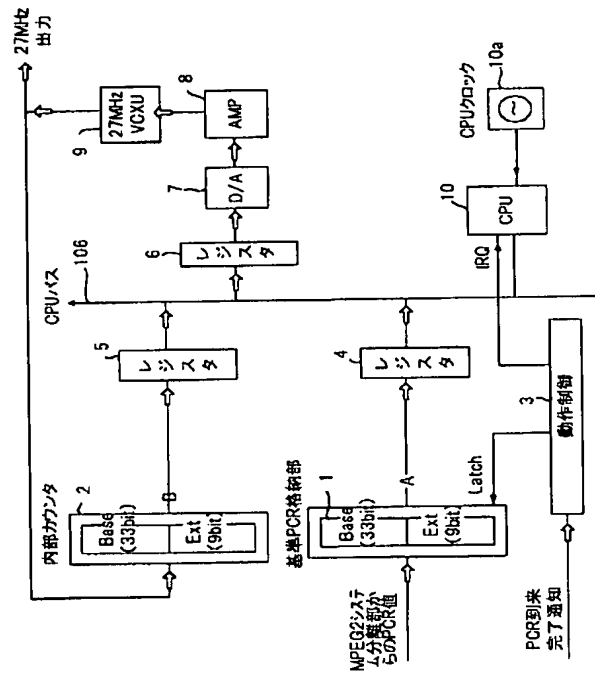 27MHz
出力
27MHz
VCXU
9
8
AMP
7
D/A
6
レジスタ
CPUクロック
10a
10
CPU
IRQ
CPUバス
106
5
レジスタ
4
レジスタ
3
動作制御
Latch
内部カウンタ
2
Base
(33bit)
Ext
(9bit)
B
基準PCR格納部
1
Base
(33bit)
Ext
(9bit)
A
MPEG2システ
ム分離部か
らのPCR値
PCR到来
完了通知